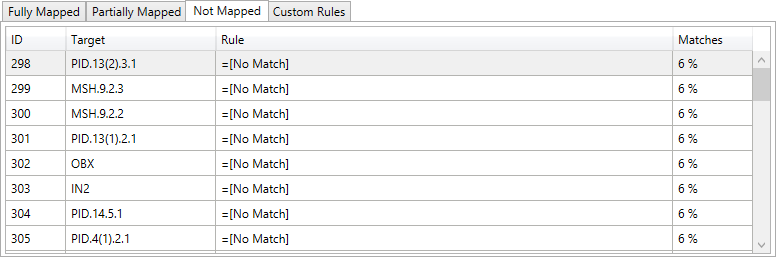 Fully Mapped Partially Mapped Not Mapped Custom Rules
ID Target Rule Matches
298 PID.13(2).3.1 =[No Match] 6 %
299 MSH.9.2.3 =[No Match] 6 %
300 MSH.9.2.2 =[No Match] 6 %
301 PID.13(1).2.1 =[No Match] 6 %
302 OBX =[No Match] 6 %
303 IN2 =[No Match] 6 %
304 PID.14.5.1 =[No Match] 6 %
305 PID.4(1).2.1 =[No Match] 6 %